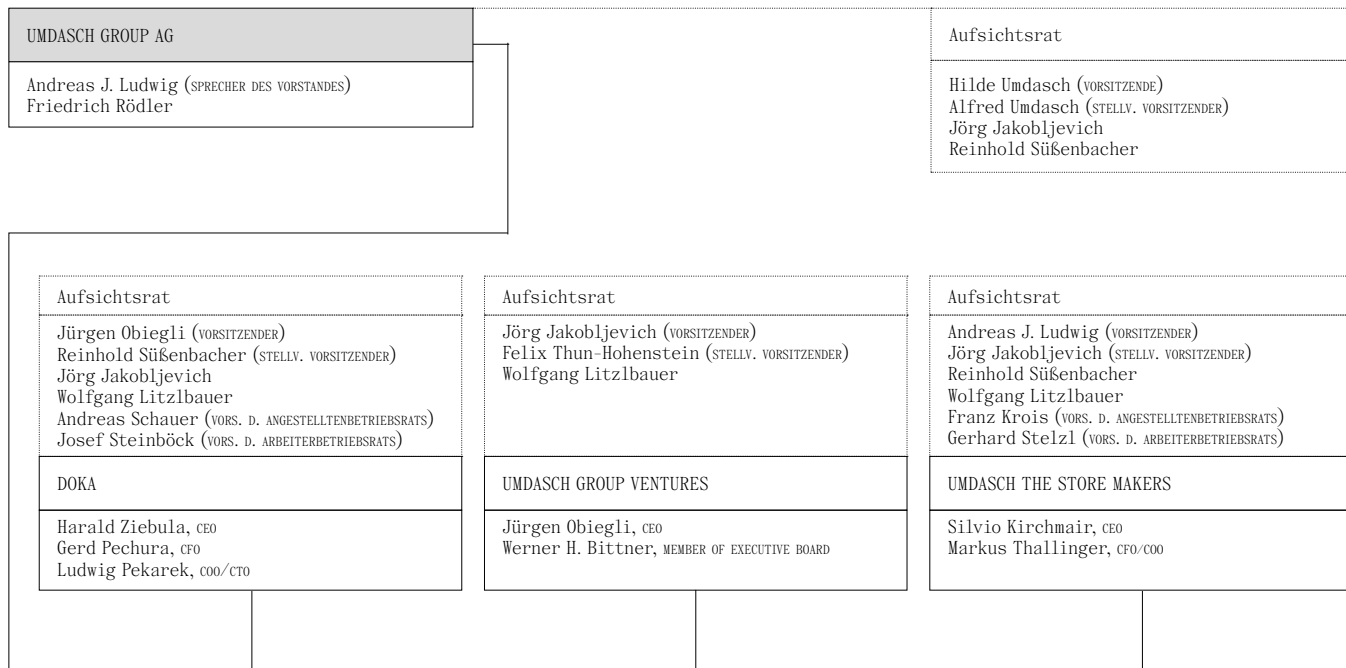 UMDASCH GROUP AG
Andreas J. Ludwig (SPRECHER DES VORSTANDES)
Friedrich Rödler
Aufsichtsrat
Hilde Umdasch (VORSITZENDE)
Alfred Umdasch (STELLV. VORSITZENDER)
Jörg Jakobljevich
Reinhold Süßenbacher
Aufsichtsrat
Jürgen Obiegli (VORSITZENDER)
Reinhold Süßenbacher (STELLV. VORSITZENDER)
Jörg Jakobljevich
Wolfgang Litzlbauer
Andreas Schauer (VORS. D. ANGESTELLTENBETRIEBSRATS)
Josef Steinböck (VORS. D. ARBEITERBETRIEBSRATS)
DOKA
Harald Ziebula, CEO
Gerd Pechura, CFO
Ludwig Pekarek, COO/CTO
Aufsichtsrat
Jörg Jakobljevich (VORSITZENDER)
Felix Thun-Hohenstein (STELLV. VORSITZENDER)
Wolfgang Litzlbauer
UMDASCH GROUP VENTURES
Jürgen Obiegli, CEO
Werner H. Bittner, MEMBER OF EXECUTIVE BOARD
Aufsichtsrat
Andreas J. Ludwig (VORSITZENDER)
Jörg Jakobljevich (STELLV. VORSITZENDER)
Reinhold Süßenbacher
Wolfgang Litzlbauer
Franz Krois (VORS. D. ANGESTELLTENBETRIEBSRATS)
Gerhard Stelzl (VORS. D. ARBEITERBETRIEBSRATS)
UMDASCH THE STORE MAKERS
Silvio Kirchmair, CEO
Markus Thallinger, CFO/COO